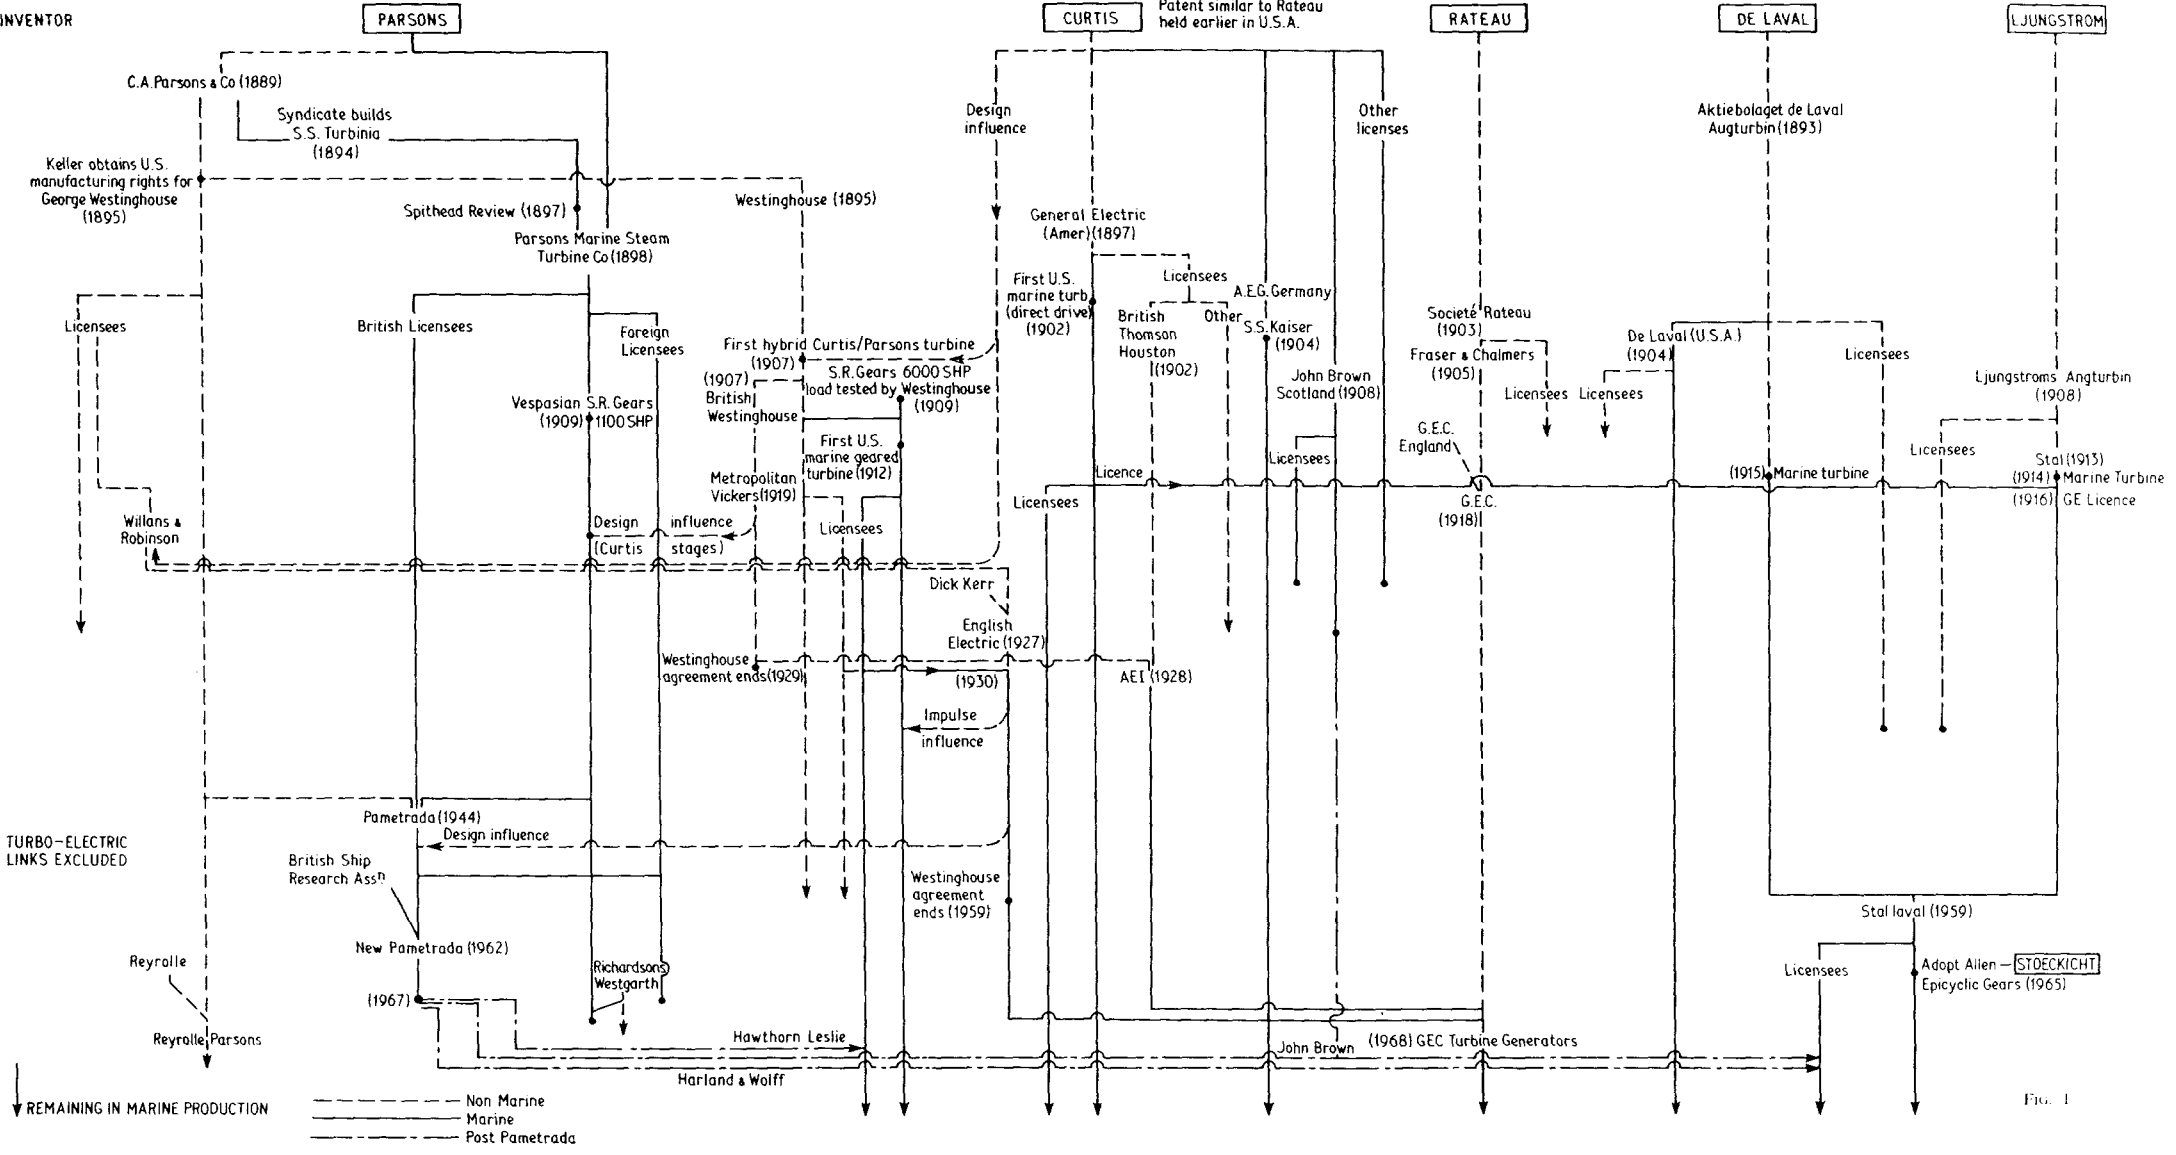 INVENTOR
PARSONS
CURTIS
Patent similar to Rateau
held earlier in U.S.A.
RATEAU
DE LAVAL
LJUNGSTROM
C.A.Parsons & Co (1889)
Syndicate builds
S.S. Turbinia
(1894)
Keller obtains U.S.
manufacturing rights for
George Westinghouse
(1895)
Spithead Review (1897)
Parsons Marine Steam
Turbine Co (1898)
Westinghouse (1895)
Design
influence
General Electric
(Amer) (1897)
Other
licenses
Aktiebolaget de Laval
Augturbin (1893)
Licensees
British Licensees
Foreign
Licensees
First hybrid Curtis/Parsons turbine
(1907)
S.R.Gears 6000 SHP
load tested by Westinghouse
(1909)
(1907)
British
Westinghouse
Vespasian S.R.Gears
(1909) 1100 SHP
First U.S.
marine geared
turbine (1912)
Metropolitan
Vickers (1919)
Licensees
Design influence
(Curtis stages)
Willans &
Robinson
First U.S.
marine turb
(direct drive)
(1902)
Licensees
British
Thomson
Houston
(1902)
Other
A.E.G. Germany
S.S. Kaiser
(1904)
John Brown
Scotland (1908)
Licensees
Licence
Licensees
Societé Rateau
(1903)
Fraser & Chalmers
(1905)
Licensees
G.E.C.
England
G.E.C.
(1918)
De Laval (U.S.A.)
(1904)
Licensees
Licensees
(1915) Marine turbine
Ljungstroms Angturbin
(1908)
Licensees
Stal (1913)
(1914) Marine Turbine
(1916) GE Licence
Dick Kerr
English
Electric (1927)
Westinghouse
agreement ends (1929)
(1930)
AEI (1928)
Impulse
influence
Pametrada (1944)
Design influence
TURBO-ELECTRIC
LINKS EXCLUDED
British Ship
Research Assn
Westinghouse
agreement
ends (1959)
Stal laval (1959)
New Pametrada (1962)
Reyrolle
Richardsons
Westgarth
(1967)
Licensees
Adopt Allen - STOECKICHT
Epicyclic Gears (1965)
Reyrolle Parsons
Hawthorn Leslie
John Brown
(1968) GEC Turbine Generators
Harland & Wolff
REMAINING IN MARINE PRODUCTION
Non Marine
Marine
Post Pametrada
FIG. 1